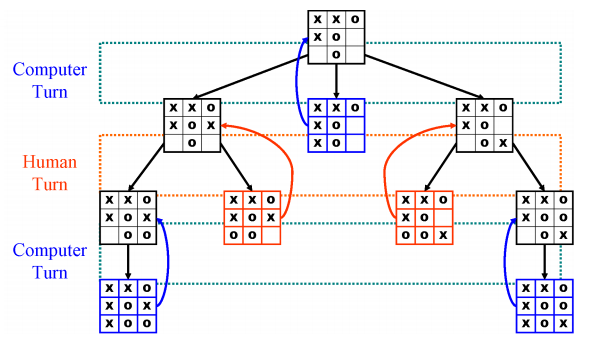 X X O
X O
O
Computer
Turn
X X O
X O X
O
X X O
X O
X O
X X O
X O
O X
Human
Turn
X X O
X O X
O O
X X O
X O X
O O
X X O
X O
O O X
X X O
X O O
O X
Computer
Turn
X X O
X O X
X O O
X X O
X O O
X O X